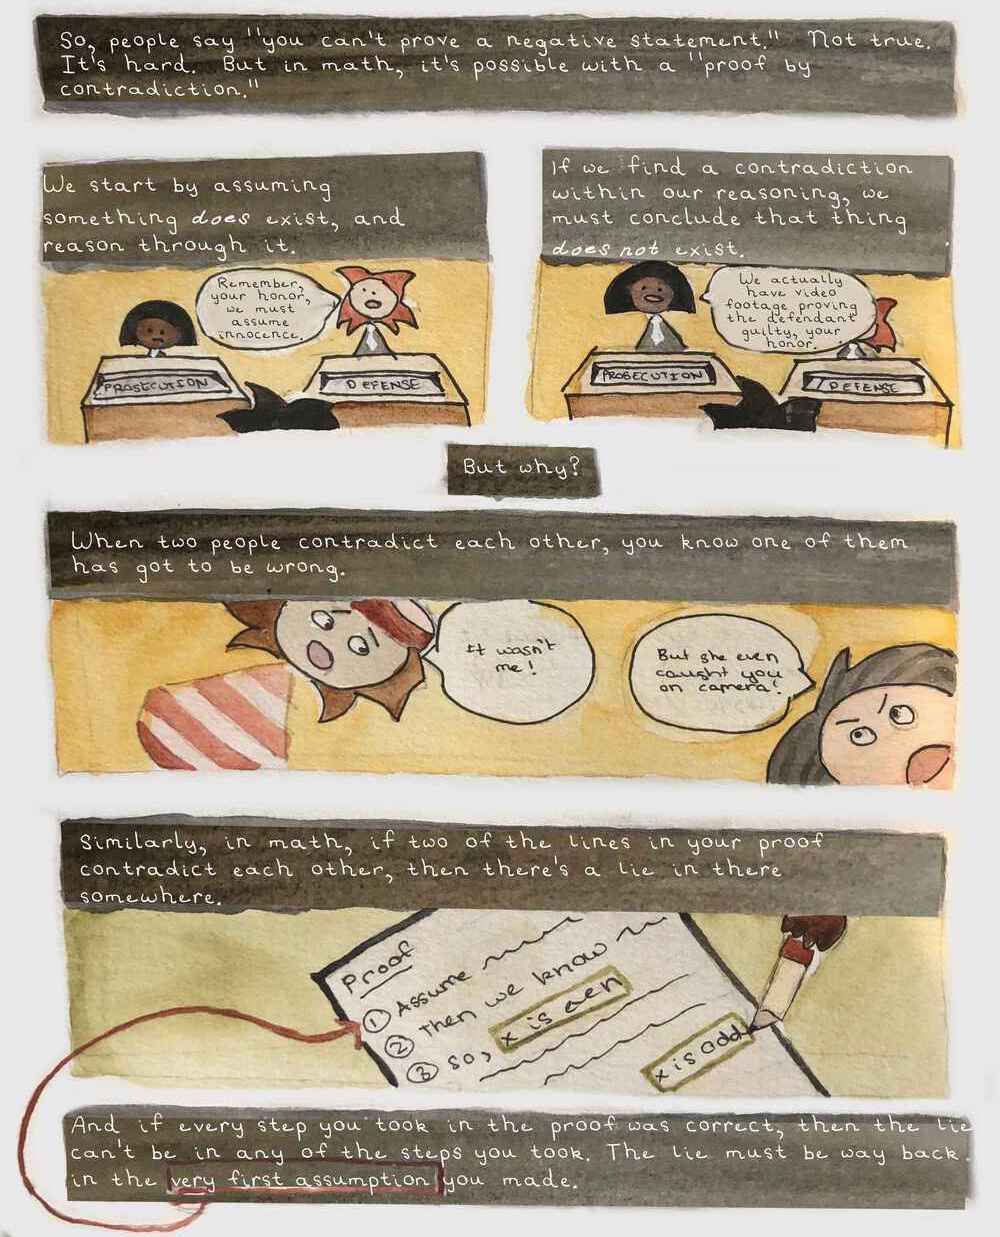 So, people say "you can't prove a negative statement." Not true.
It's hard. But in math, it's possible with a "proof by
contradiction."
We start by assuming
something does exist, and
reason through it.
Remember,
your honor,
we must
assume
innocence.
PROSECUTION
DEFENSE
If we find a contradiction
within our reasoning, we
must conclude that thing
does not exist.
We actually
have video
footage proving
the defendant
guilty, your
honor.
PROSECUTION
DEFENSE
But why?
When two people contradict each other, you know one of them
has got to be wrong.
It wasn't
me!
But she even
caught you
on camera!
Similarly, in math, if two of the lines in your proof
contradict each other, then there's a lie in there
somewhere.
Proof
1 Assume
2 Then we know
3 So, x is even
x is odd
And if every step you took in the proof was correct, then the lie
can't be in any of the steps you took. The lie must be way back
in the very first assumption you made.